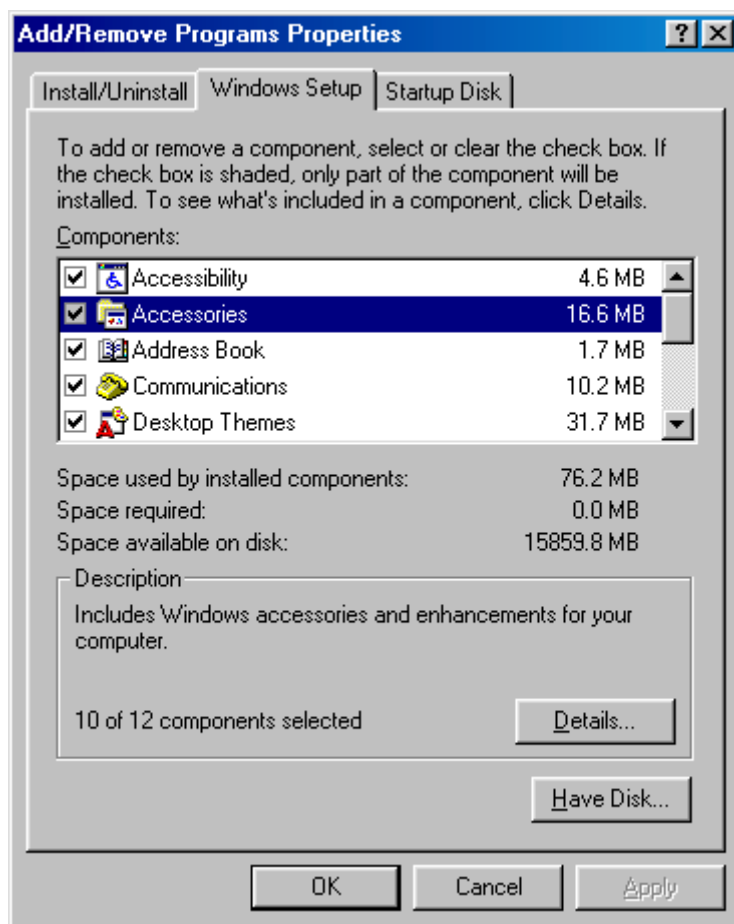 Add/Remove Programs Properties
Install/Uninstall Windows Setup Startup Disk
To add or remove a component, select or clear the check box. If
the check box is shaded, only part of the component will be
installed. To see what's included in a component, click Details.
Components:
Accessibility 4.6 MB
Accessories 16.6 MB
Address Book 1.7 MB
Communications 10.2 MB
Desktop Themes 31.7 MB
Space used by installed components: 76.2 MB
Space required: 0.0 MB
Space available on disk: 15859.8 MB
Description
Includes Windows accessories and enhancements for your
computer.
10 of 12 components selected Details...
Have Disk...
OK Cancel Apply